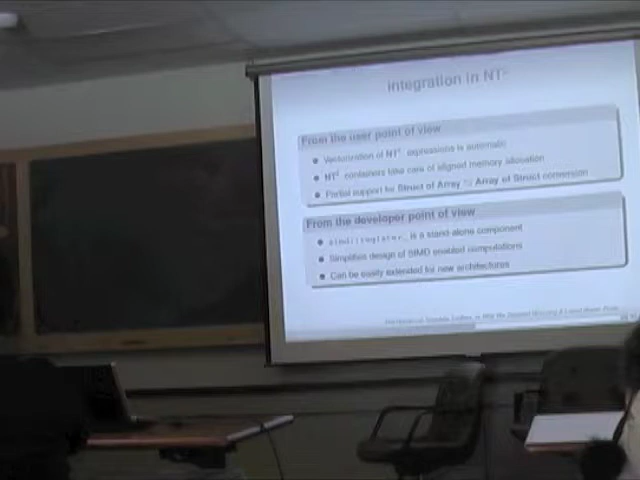 Integration in NT²
From the user point of view
Vectorization of NT² expressions is automatic
NT² containers take care of aligned memory allocation
Partial support for Struct of Array Array of Struct conversion
From the developer point of view
simd::register_ is a stand-alone component
Simplifies design of SIMD enabled computations
Can be easily extended for new architectures